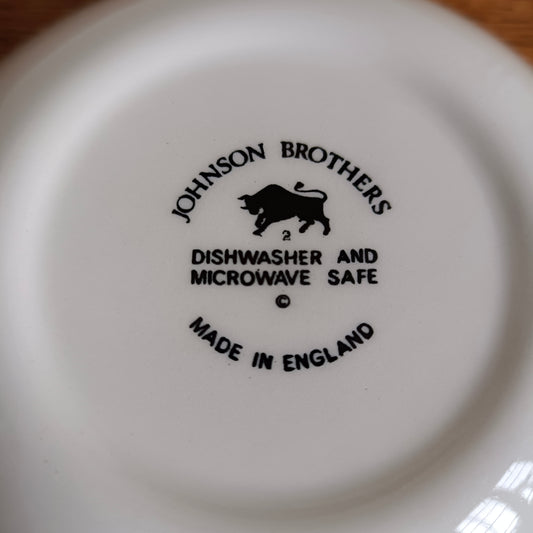 JOHNSON BROTHERS
2
DISHWASHER AND
MICROWAVE SAFE
©
MADE IN ENGLAND